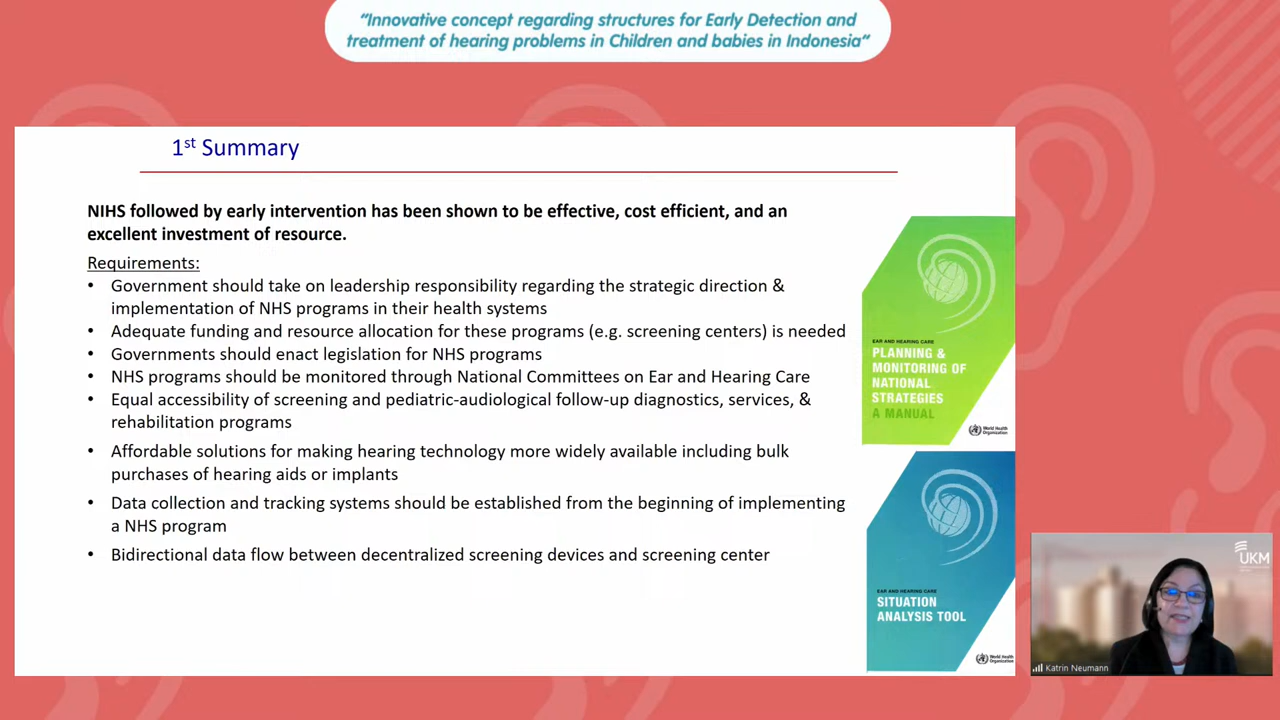 “Innovative concept regarding structures for Early Detection and
treatment of hearing problems in Children and babies in Indonesia“
1st Summary
NIHS followed by early intervention has been shown to be effective, cost efficient, and an
excellent investment of resource.
Requirements:
• Government should take on leadership responsibility regarding the strategic direction &
implementation of NHS programs in their health systems
• Adequate funding and resource allocation for these programs (e.g. screening centers) is needed
• Governments should enact legislation for NHS programs
• NHS programs should be monitored through National Committees on Ear and Hearing Care
• Equal accessibility of screening and pediatric-audiological follow-up diagnostics, services, &
rehabilitation programs
• Affordable solutions for making hearing technology more widely available including bulk
purchases of hearing aids or implants
• Data collection and tracking systems should be established from the beginning of implementing
a NHS program
• Bidirectional data flow between decentralized screening devices and screening center
EAR AND HEARING CARE
PLANNING &
MONITORING OF
NATIONAL
STRATEGIES
A MANUAL
World Health
Organization
EAR AND HEARING CARE
SITUATION
ANALYSIS TOOL
World Health
Organization
UKM
Katrin Neumann